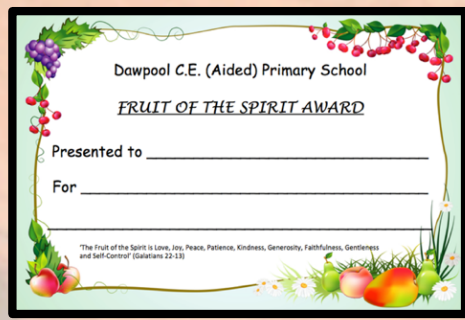 Dawpool C.E. (Aided) Primary School
FRUIT OF THE SPIRIT AWARD
Presented to
For
'The Fruit of the Spirit is Love, Joy, Peace, Patience, Kindness, Generosity, Faithfulness, Gentleness
and Self-Control' (Galatians 22-13)